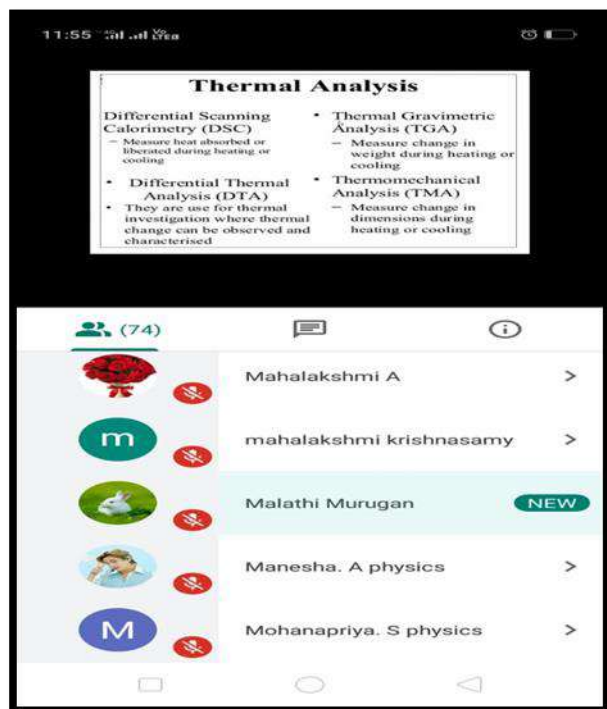 11:55
Thermal Analysis
Differential Scanning
Calorimetry (DSC)
– Measure heat absorbed or
liberated during heating or
cooling
• Differential Thermal
Analysis (DTA)
• They are use for thermal
investigation where thermal
change can be observed and
characterised
• Thermal Gravimetric
Analysis (TGA)
– Measure change in
weight during heating or
cooling
• Thermomechanical
Analysis (TMA)
– Measure change in
dimensions during
heating or cooling
(74)
Mahalakshmi A
m
mahalakshmi krishnasamy
Malathi Murugan
NEW
Manesha. A physics
M
Mohanapriya. S physics